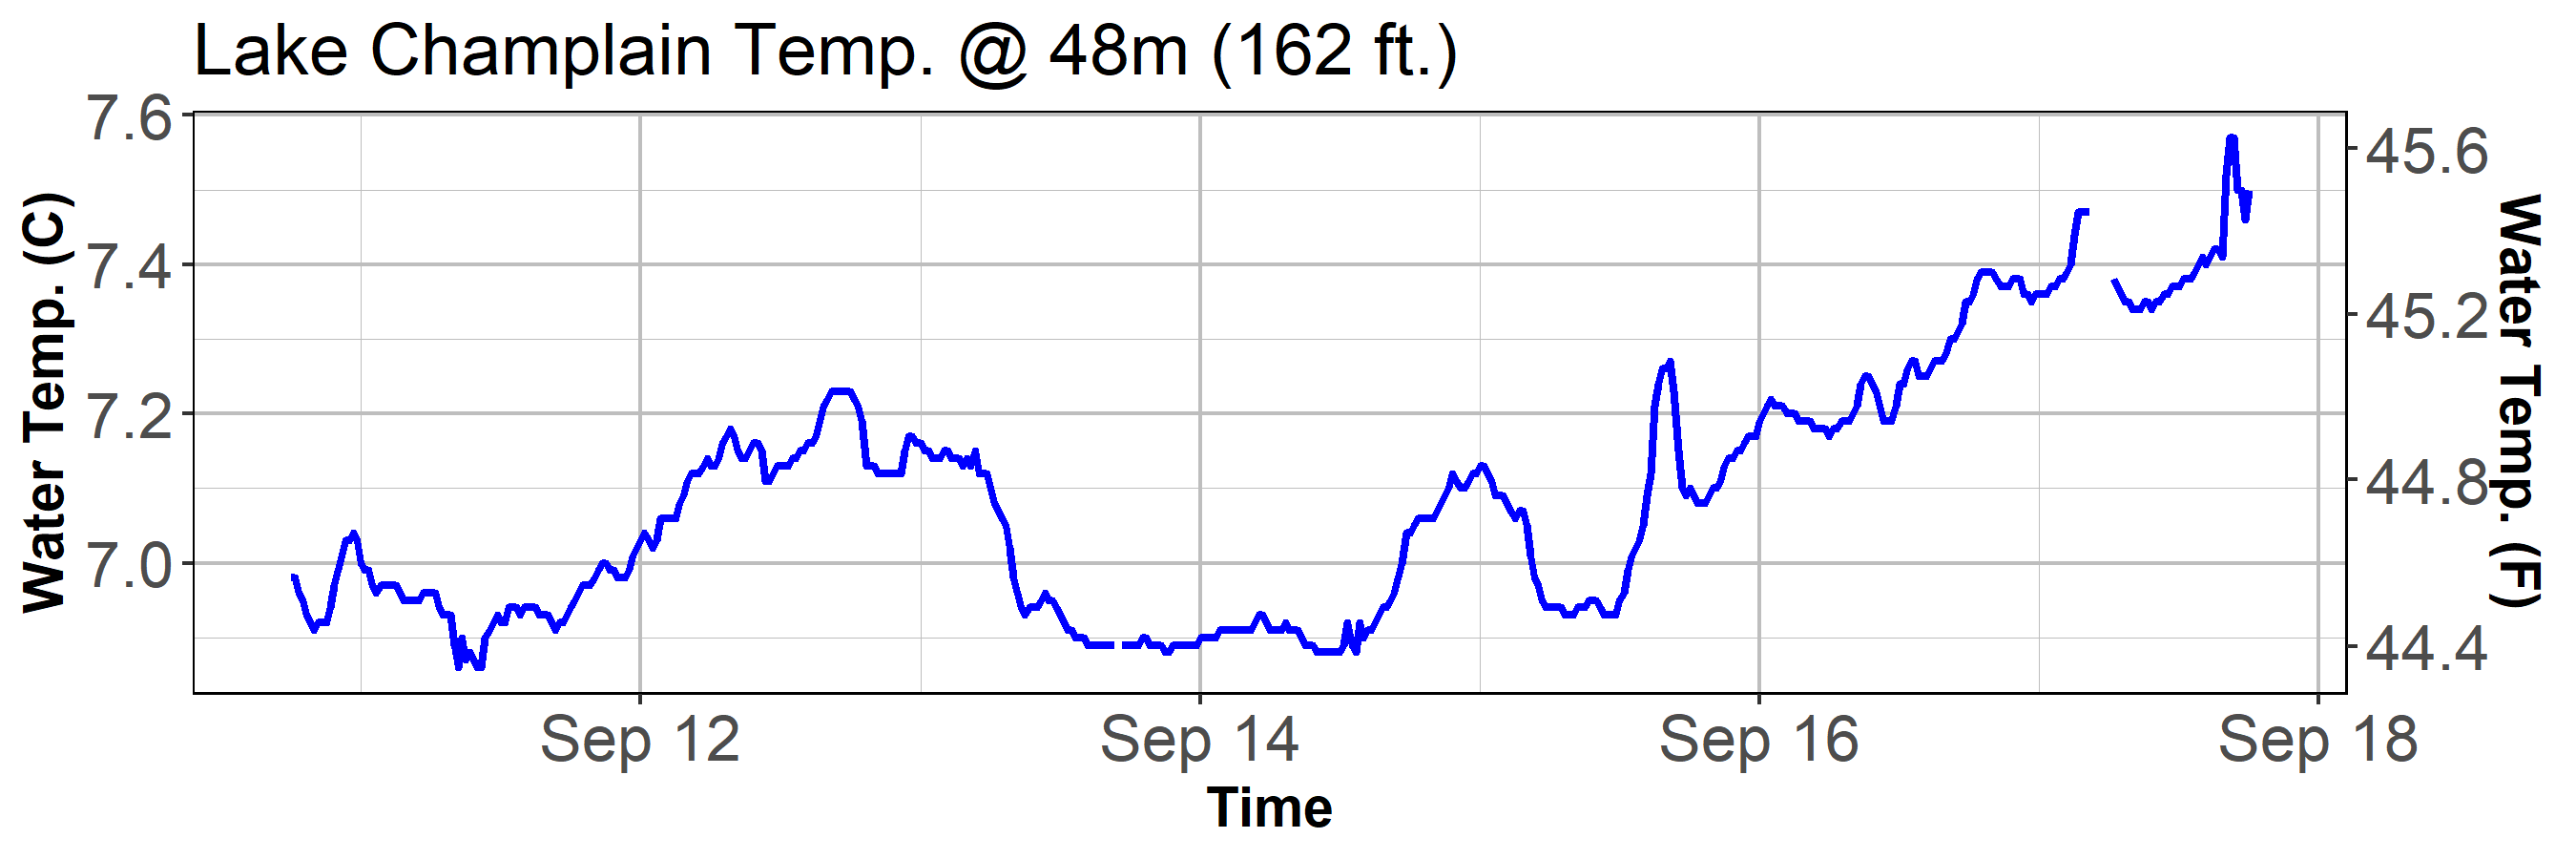 Lake Champlain Temp. @ 48m (162 ft.)
Water Temp. (C)
7.6
7.4
7.2
7.0
45.6
45.2
44.8
44.4
Water Temp. (F)
Sep 12 Sep 14 Sep 16 Sep 18
Time